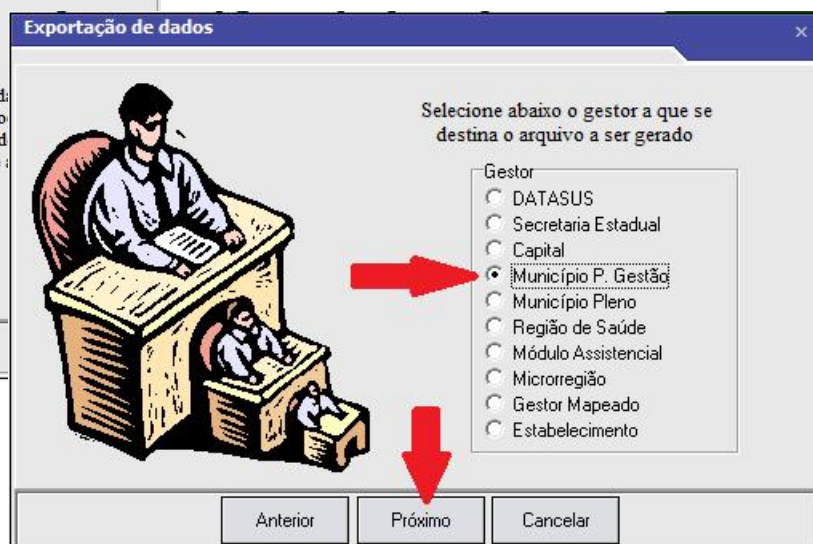 Exportação de dados
Selecione abaixo o gestor a que se
destina o arquivo a ser gerado
Gestor
DATASUS
Secretaria Estadual
Capital
Município P. Gestão
Município Pleno
Região de Saúde
Módulo Assistencial
Microrregião
Gestor Mapeado
Estabelecimento
Anterior
Próximo
Cancelar